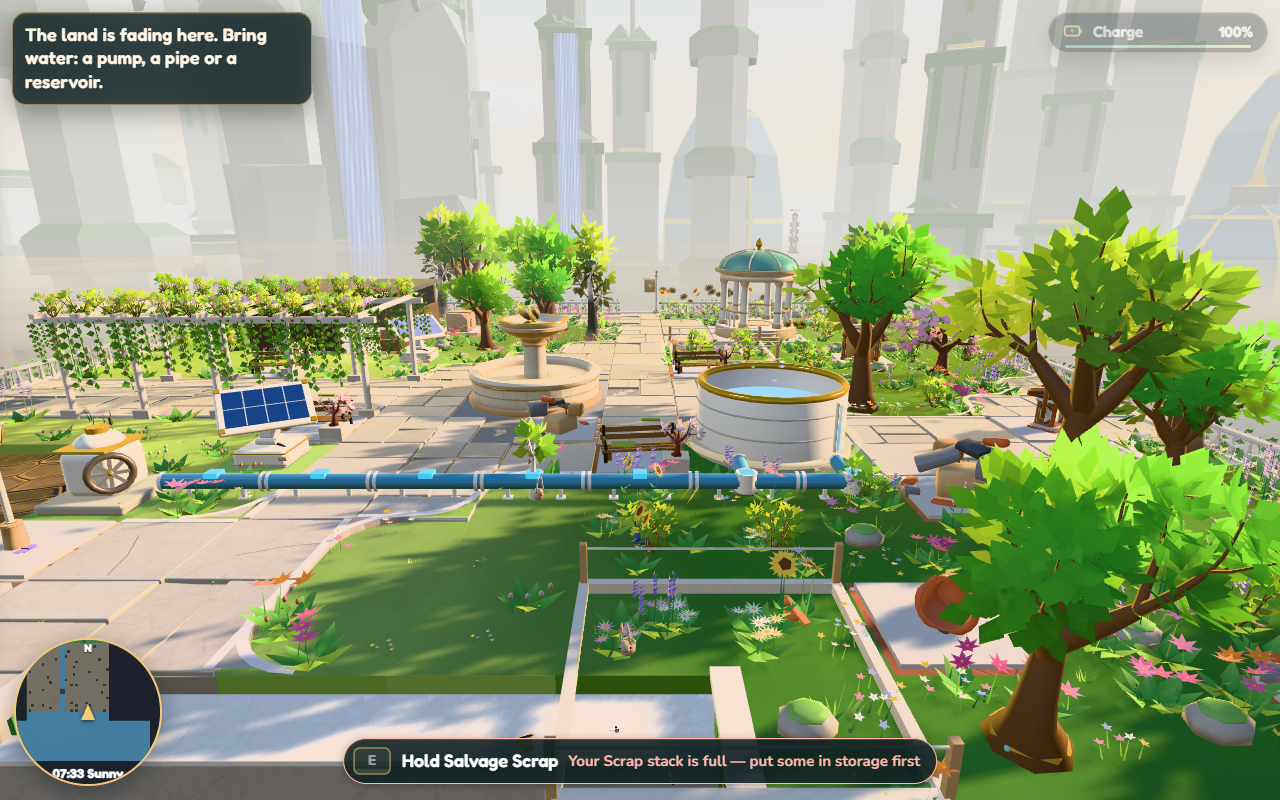 The land is fading here. Bring
water: a pump, a pipe or a
reservoir.
Charge 100%
N
07:33 Sunny
E Hold Salvage Scrap Your Scrap stack is full — put some in storage first